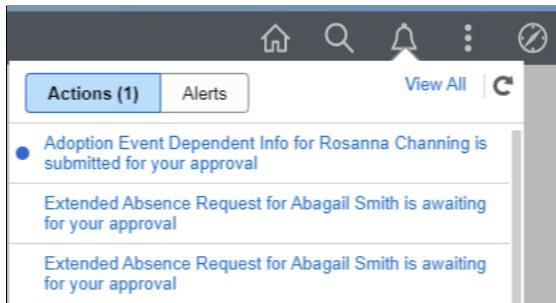 Actions (1)
Alerts
View All
Adoption Event Dependent Info for Rosanna Channing is
submitted for your approval
Extended Absence Request for Abagail Smith is awaiting
for your approval
Extended Absence Request for Abagail Smith is awaiting
for your approval